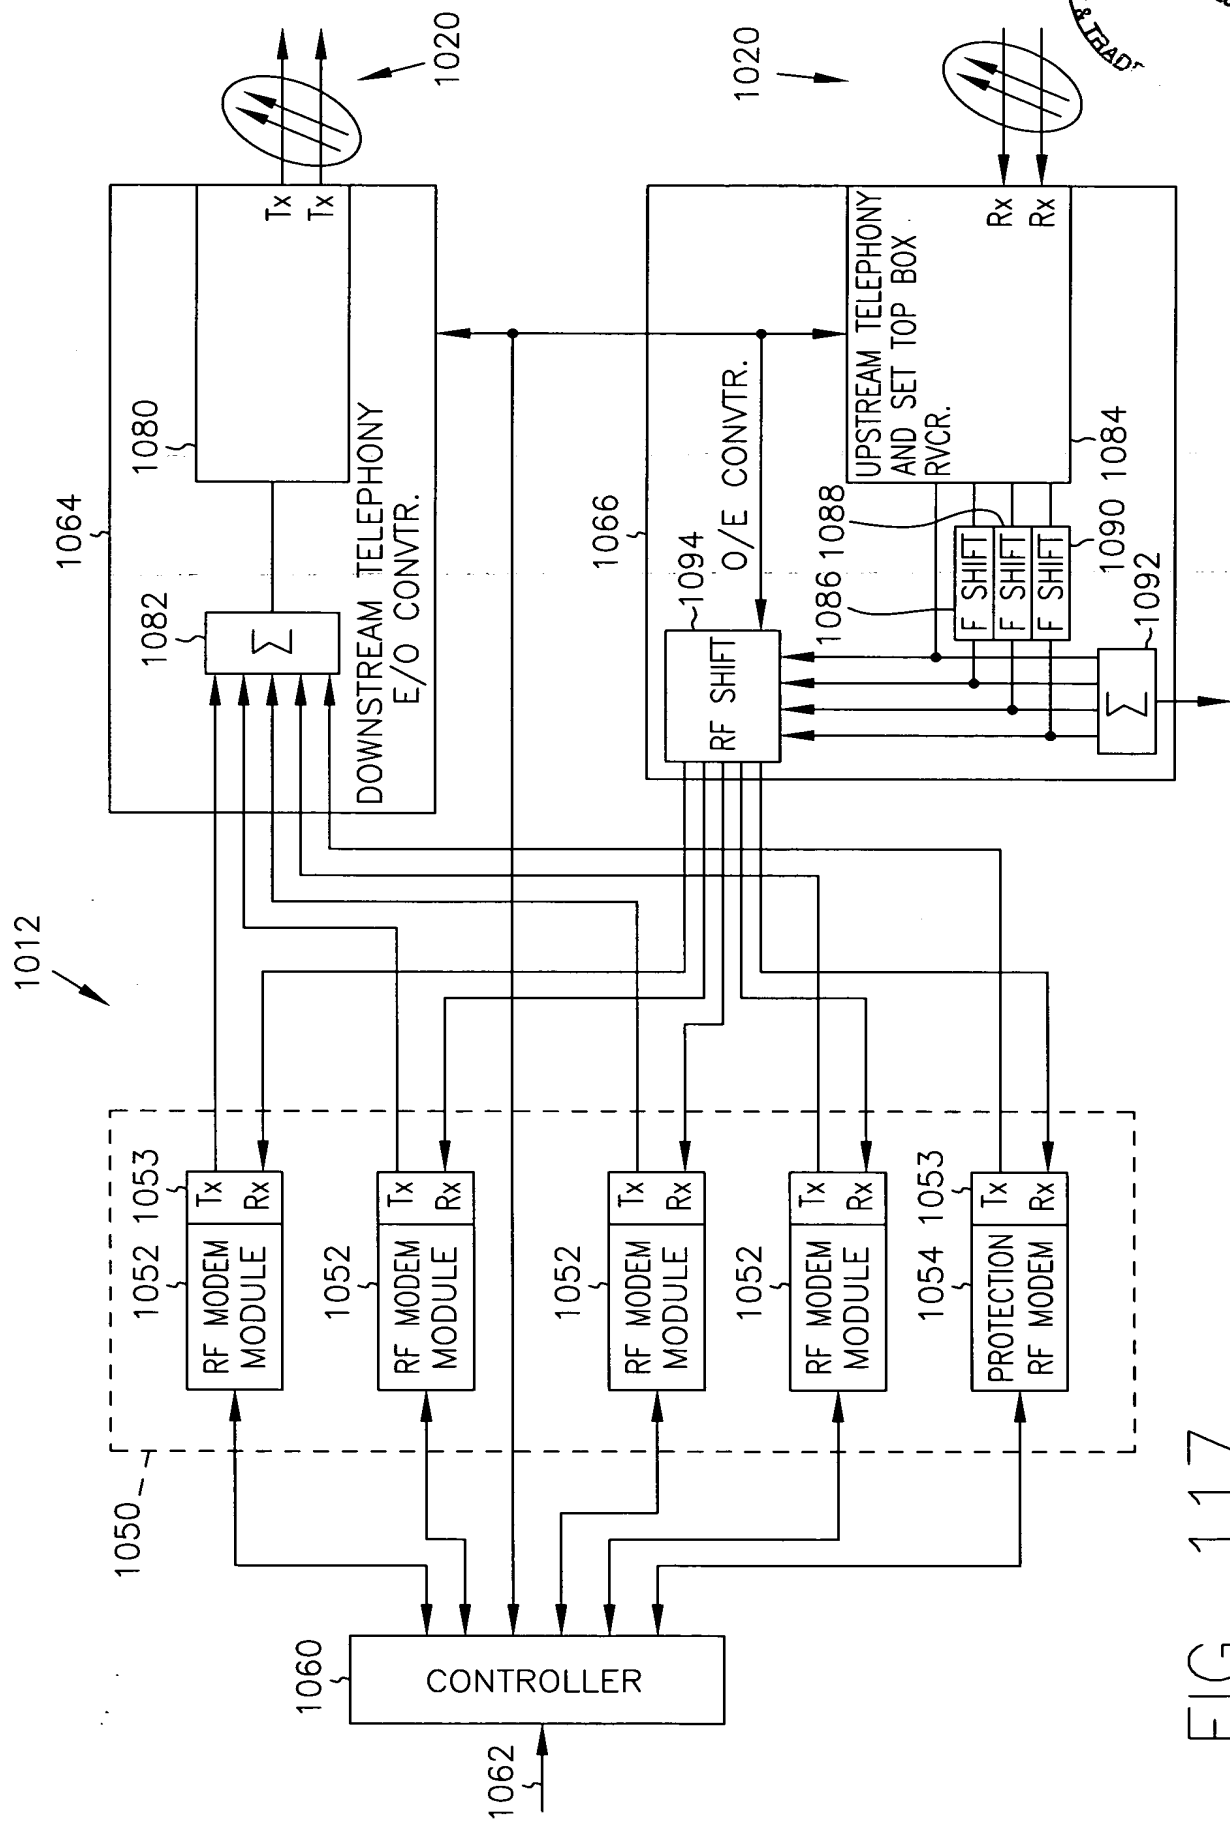 1012
1020
1064
1080
Tx
Tx
1082
Σ
DOWNSTREAM TELEPHONY
E/O CONVTR.
1020
1066
1094
RF SHIFT
O/E CONVTR.
UPSTREAM TELEPHONY
AND SET TOP BOX
RVCR.
Rx
Rx
1086
1088
F SHIFT
F SHIFT
F SHIFT
1090
1084
1092
Σ
1050
1052
1053
RF MODEM
MODULE
Tx
Rx
1052
RF MODEM
MODULE
Tx
Rx
1052
RF MODEM
MODULE
Tx
Rx
1052
RF MODEM
MODULE
Tx
Rx
1054
1053
PROTECTION
RF MODEM
Tx
Rx
1060
CONTROLLER
1062
FIG 117